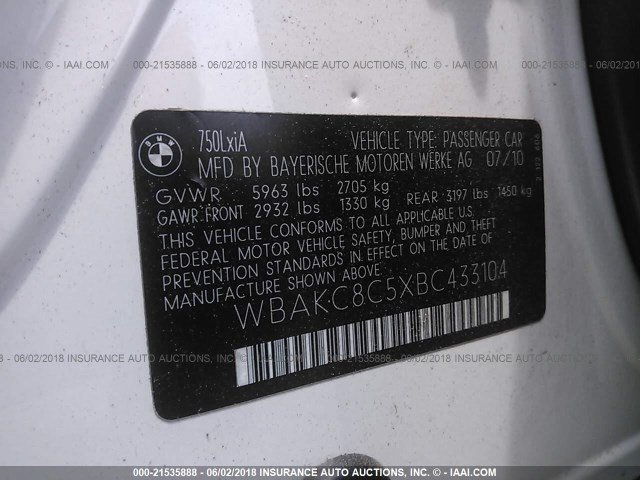 000-21535888 - 06/02/2018 INSURANCE AUTO AUCTIONS, INC. - © - IAAI.COM
BMW
750LxiA VEHICLE TYPE: PASSENGER CAR
MFD BY BAYERISCHE MOTOREN WERKE AG 07/10
GVWR 5963 lbs 2705 kg
GAWR:FRONT 2932 lbs 1330 kg REAR 3197 lbs 1450 kg
THIS VEHICLE CONFORMS TO ALL APPLICABLE
FEDERAL MOTOR VEHICLE SAFETY, BUMPER AND THEFT
PREVENTION STANDARDS IN EFFECT ON THE DATE OF
MANUFACTURE SHOWN ABOVE.
WBAKC8C5XBC433104
000-21535888 - 06/02/2018 INSURANCE AUTO AUCTIONS, INC. - © - IAAI.COM